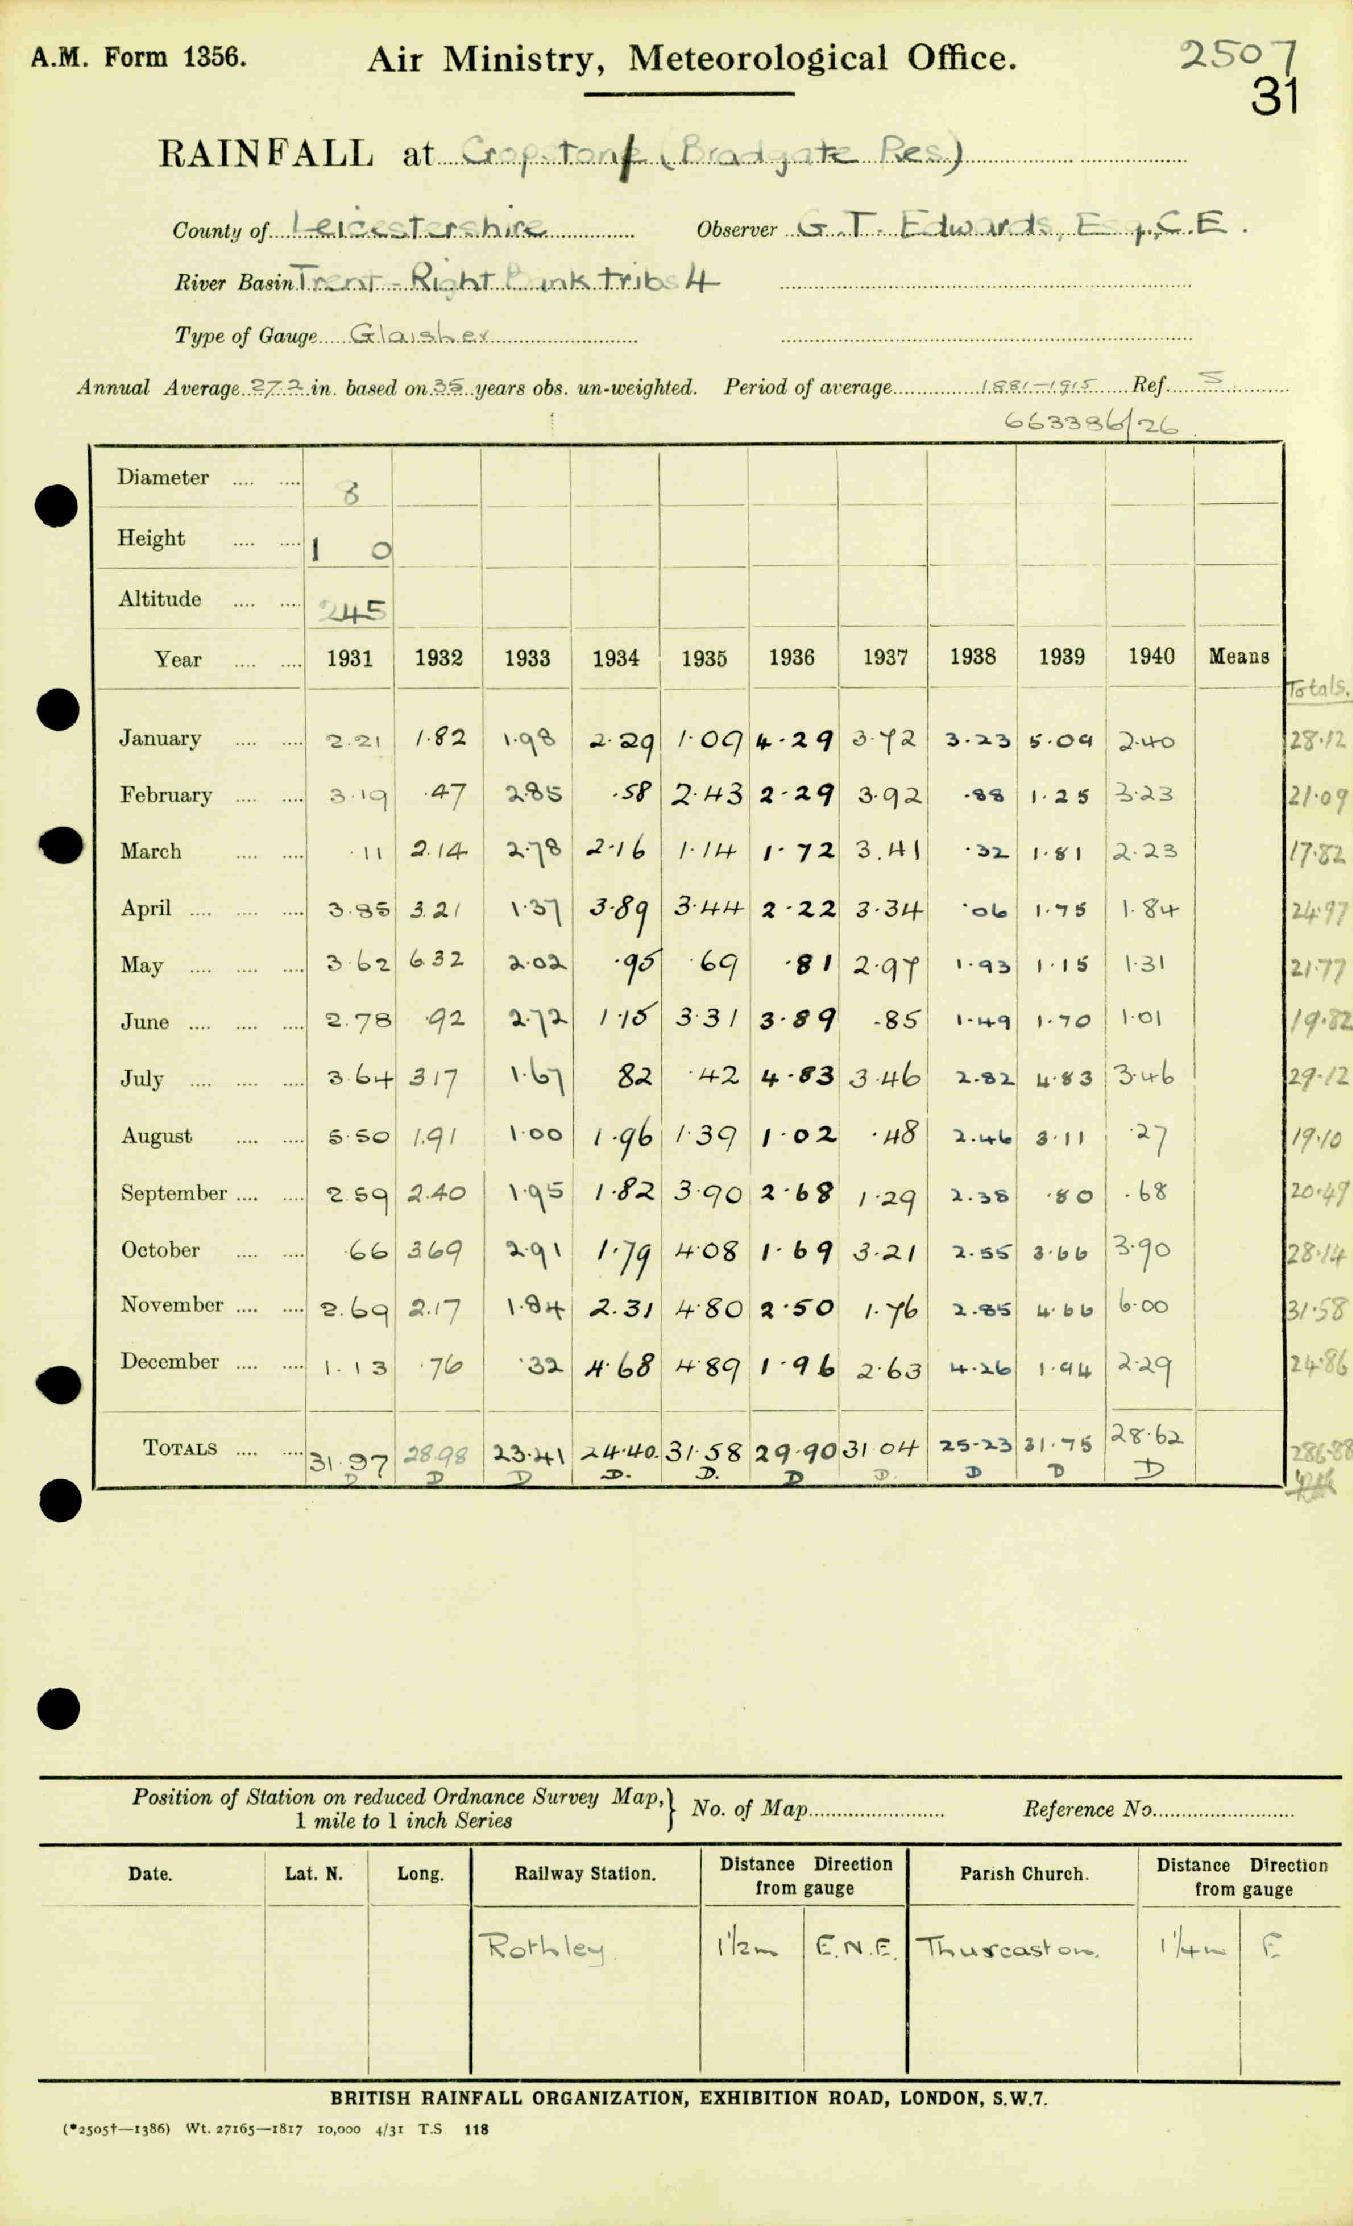 A.M. Form 1356. Air Ministry, Meteorological Office. 2507
31
RAINFALL at Cropston (Bradgate Res)
County of Leicestershire Observer G.T. Edwards, Esq., C.E.
River Basin Trent - Right Bank tribs 4
Type of Gauge Glaisher
Annual Average 27.2 in. based on 35 years obs. un-weighted. Period of average 1881-1915 Ref. S
663386/26
Diameter 8
Height 1 0
Altitude 245
Year 1931 1932 1933 1934 1935 1936 1937 1938 1939 1940 Means
Totals.
January 2.21 1.82 1.98 2.29 1.09 4.29 3.72 3.23 5.09 2.40 28.12
February 3.19 .47 2.85 .58 2.43 2.29 3.92 .88 1.25 3.23 21.09
March .11 2.14 2.78 2.16 1.14 1.72 3.41 .32 1.81 2.23 17.82
April 3.85 3.21 1.37 3.89 3.44 2.22 3.34 .06 1.75 1.84 24.97
May 3.62 6.32 2.02 .95 .69 .81 2.97 1.93 1.15 1.31 21.77
June 2.78 .92 2.72 1.15 3.31 3.89 .85 1.49 1.70 1.01 19.82
July 3.64 3.17 1.67 82 .42 4.83 3.46 2.82 4.83 3.46 29.12
August 5.50 1.91 1.00 1.96 1.39 1.02 .48 2.46 3.11 .27 19.10
September 2.59 2.40 1.95 1.82 3.90 2.68 1.29 2.38 .80 .68 20.49
October .66 3.69 2.91 1.79 4.08 1.69 3.21 2.55 3.66 3.90 28.14
November 2.69 2.17 1.84 2.31 4.80 2.50 1.76 2.85 4.66 6.00 31.58
December 1.13 .76 .32 4.68 4.89 1.96 2.63 4.26 1.94 2.29 24.86
TOTALS 31.97 28.98 23.41 24.40. 31.58 29.90 31.04 25.23 31.75 28.62 286.88
D D D D. D. D D. D D D
Position of Station on reduced Ordnance Survey Map, } No. of Map Reference No.
1 mile to 1 inch Series
Date. Lat. N. Long. Railway Station. Distance Direction from gauge Parish Church. Distance Direction from gauge
Rothley. 1½m E.N.E. Thurcaston. 1¼m E
BRITISH RAINFALL ORGANIZATION, EXHIBITION ROAD, LONDON, S.W.7.
(*2505†—1386) Wt. 27165—1817 10,000 4/31 T.S 118